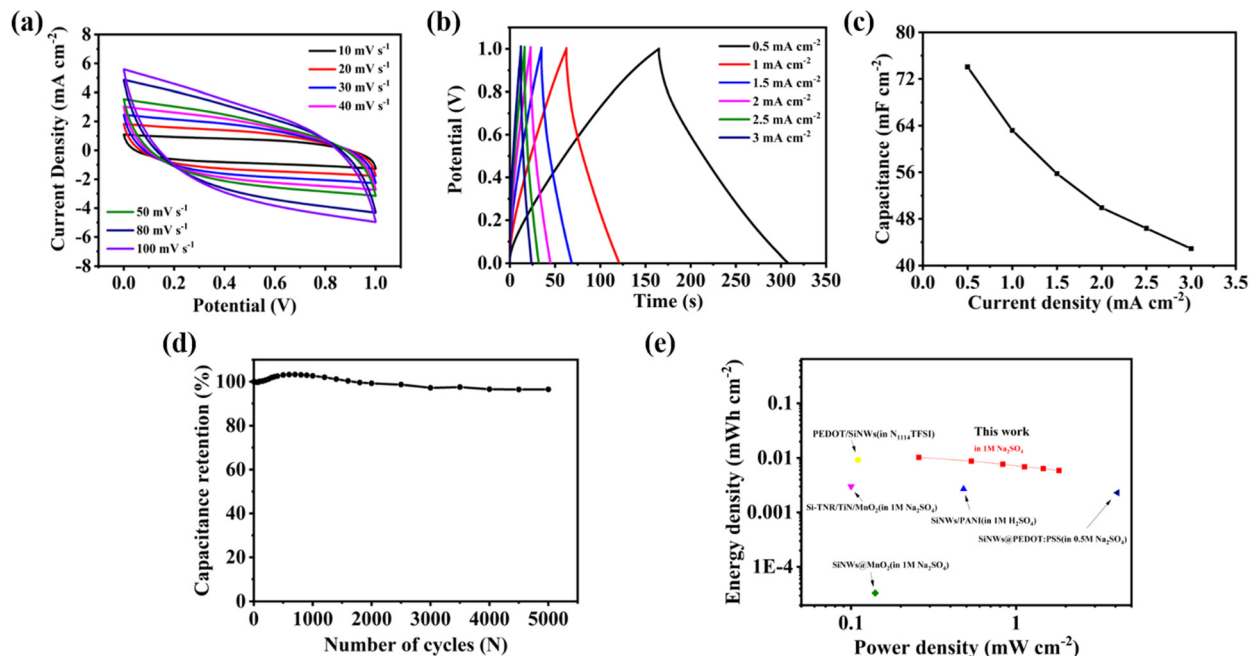 (a)
Current Density (mA cm⁻²)
8
6
4
2
0
-2
-4
-6
-8
10 mV s⁻¹
20 mV s⁻¹
30 mV s⁻¹
40 mV s⁻¹
50 mV s⁻¹
80 mV s⁻¹
100 mV s⁻¹
0.0 0.2 0.4 0.6 0.8 1.0
Potential (V)
(b)
Potential (V)
1.0
0.8
0.6
0.4
0.2
0.0
0.5 mA cm⁻²
1 mA cm⁻²
1.5 mA cm⁻²
2 mA cm⁻²
2.5 mA cm⁻²
3 mA cm⁻²
0 50 100 150 200 250 300
Time (s)
(c)
Capacitance (mF cm⁻²)
80
72
64
56
48
40
0.0 0.5 1.0 1.5 2.0 2.5 3.0 3.5
Current density (mA cm⁻²)
(d)
Capacitance retention (%)
100
80
60
40
20
0
0 1000 2000 3000 4000 5000
Number of cycles (N)
(e)
Energy density (mWh cm⁻²)
0.1
0.01
0.001
1E-4
This work
in 1M Na₂SO₄
PEDOT/SiNWs(in N₁₁₁₄TFSI)
Si-TNR/TiN/MnO₂(in 1M Na₂SO₄)
SiNWs/PANI(in 1M H₂SO₄)
SiNWs@PEDOT:PSS(in 0.5M Na₂SO₄)
SiNWs@MnO₂(in 1M Na₂SO₄)
0.1 1
Power density (mW cm⁻²)